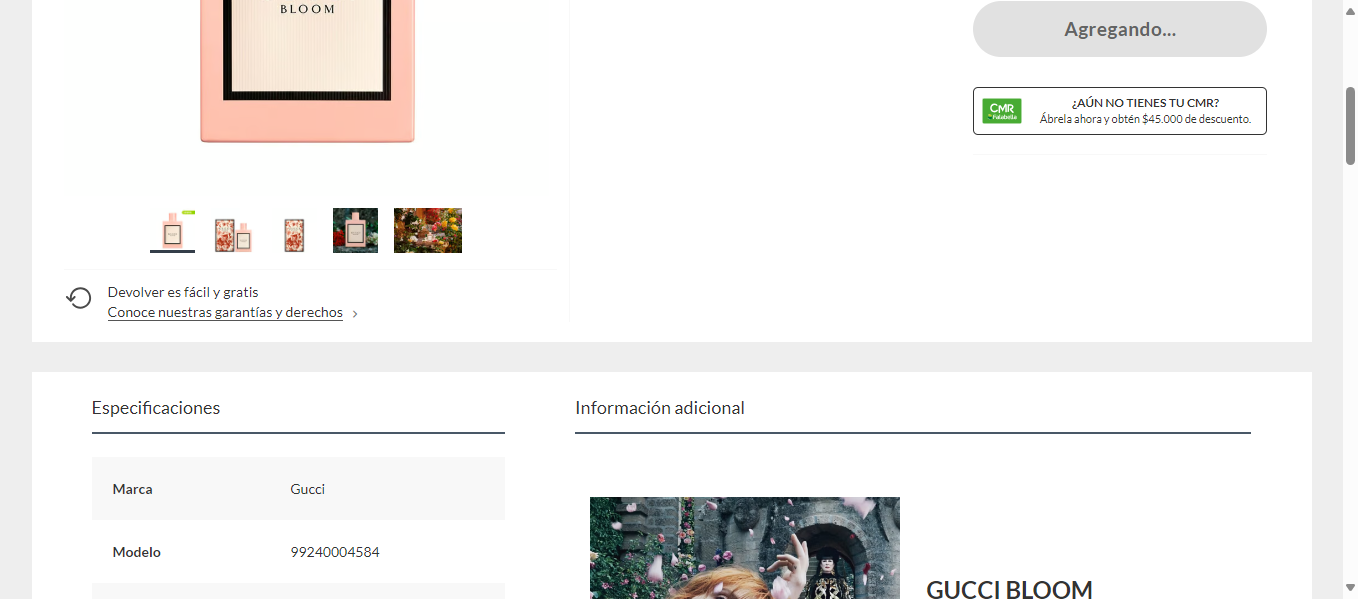 BLOOM
Agregando...
CMR
Falabella
¿AÚN NO TIENES TU CMR?
Ábrela ahora y obtén $45.000 de descuento.
Devolver es fácil y gratis
Conoce nuestras garantías y derechos
Especificaciones
Información adicional
Marca
Gucci
Modelo
99240004584
GUCCI BLOOM